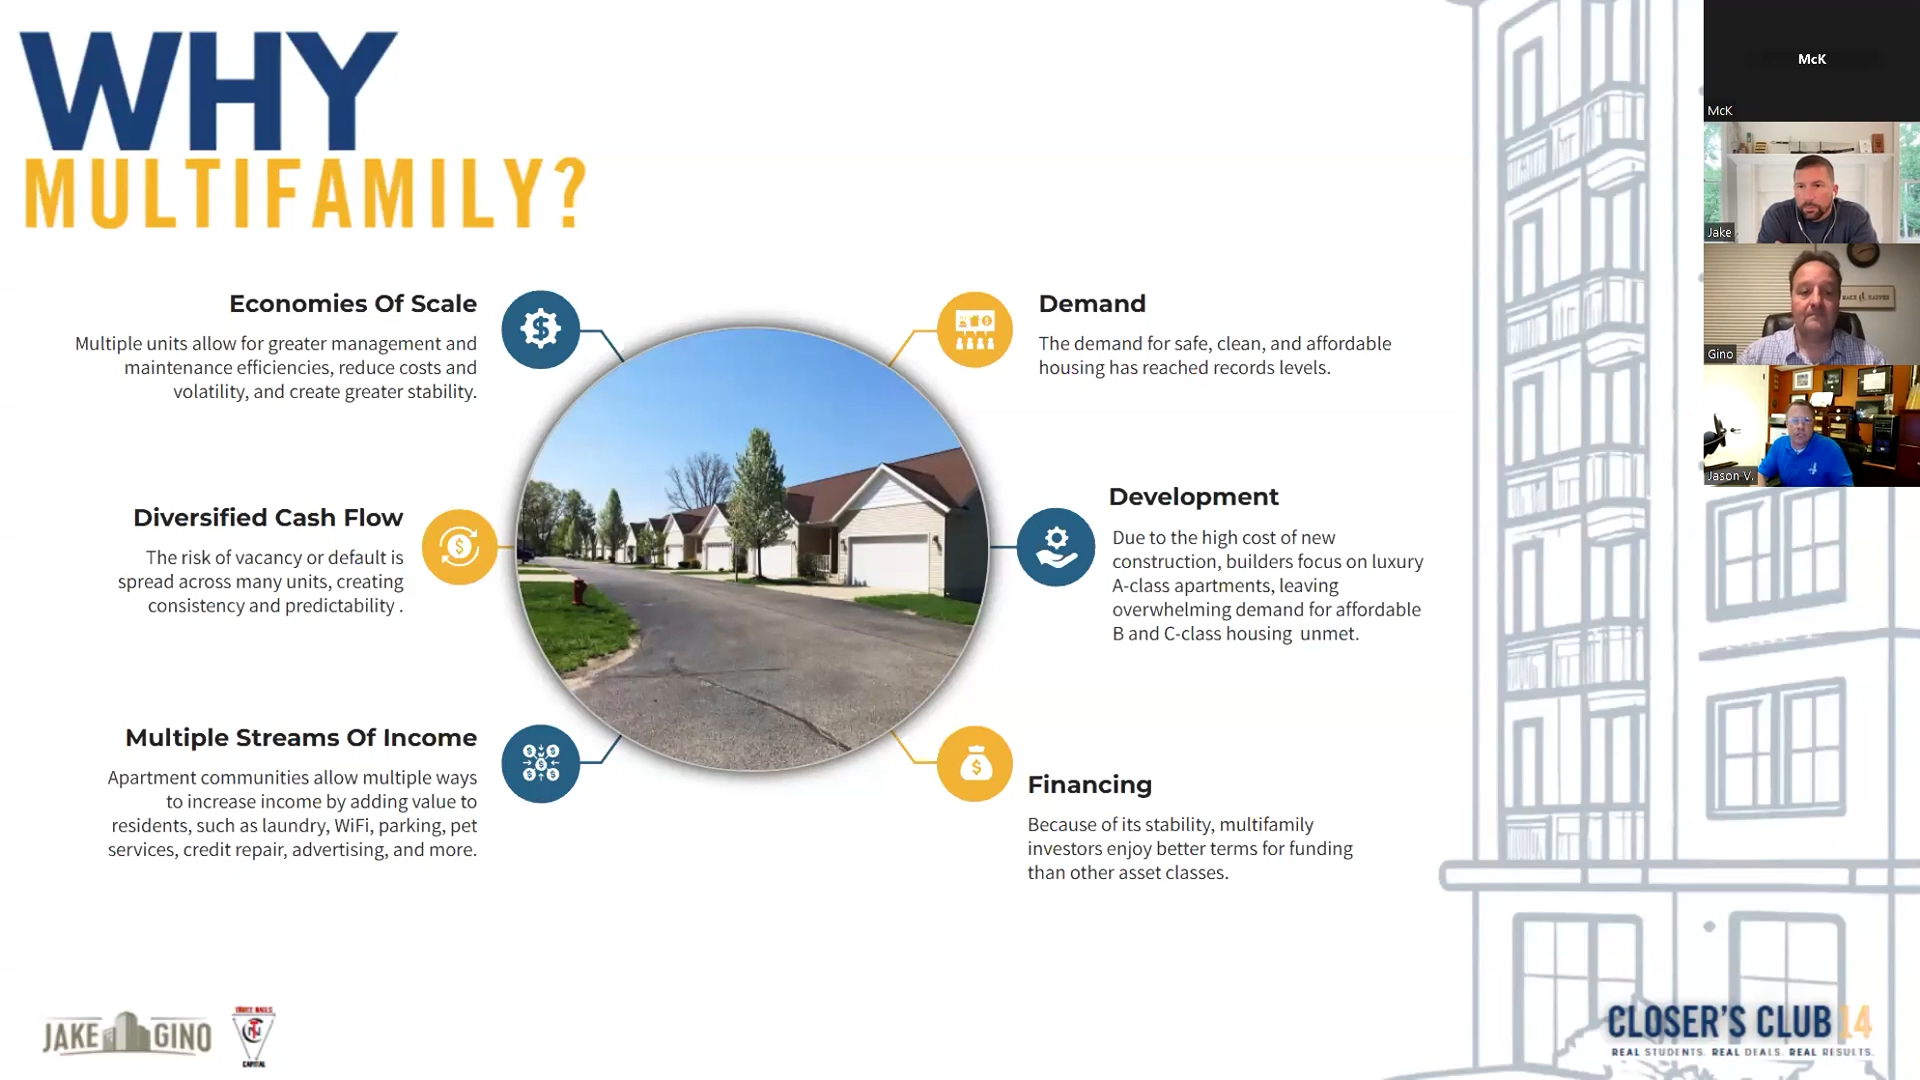 WHY
MULTIFAMILY?
Economies Of Scale
Multiple units allow for greater management and
maintenance efficiencies, reduce costs and
volatility, and create greater stability.
Diversified Cash Flow
The risk of vacancy or default is
spread across many units, creating
consistency and predictability .
Multiple Streams Of Income
Apartment communities allow multiple ways
to increase income by adding value to
residents, such as laundry, WiFi, parking, pet
services, credit repair, advertising, and more.
Demand
The demand for safe, clean, and affordable
housing has reached records levels.
Development
Due to the high cost of new
construction, builders focus on luxury
A-class apartments, leaving
overwhelming demand for affordable
B and C-class housing unmet.
Financing
Because of its stability, multifamily
investors enjoy better terms for funding
than other asset classes.
McK
McK
Jake
Gino
Jason V.
JAKE GINO
THREE NAILS
CAPITAL
CLOSER'S CLUB 14
REAL STUDENTS. REAL DEALS. REAL RESULTS.